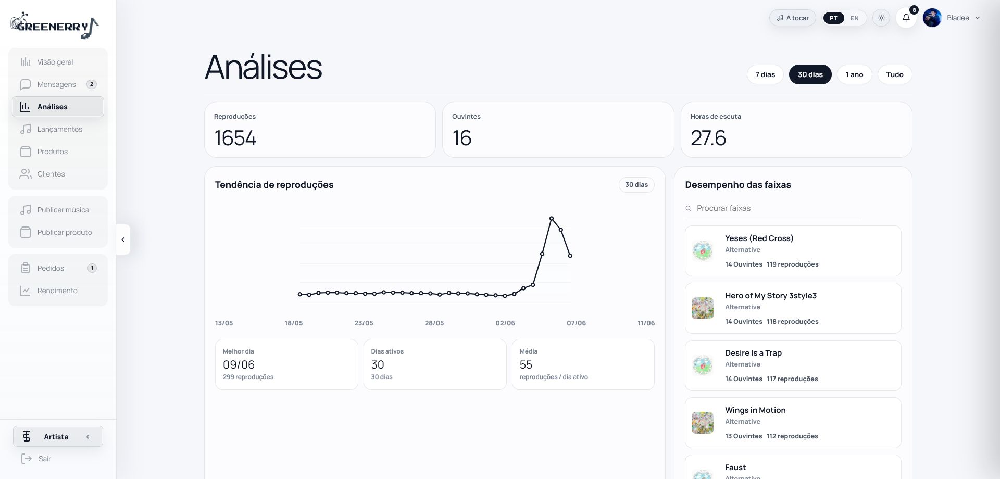 GREENERRY
A tocar
PT EN
8
Bladee
Visão geral
Mensagens 2
Análises
Lançamentos
Produtos
Clientes
Publicar música
Publicar produto
Pedidos 1
Rendimento
Artista
Sair
Análises
7 dias 30 dias 1 ano Tudo
Reproduções
1654
Ouvintes
16
Horas de escuta
27.6
Tendência de reproduções
30 dias
13/05 18/05 23/05 28/05 02/06 07/06 11/06
Melhor dia
09/06
299 reproduções
Dias ativos
30
30 dias
Média
55
reproduções / dia ativo
Desempenho das faixas
Procurar faixas
Yeses (Red Cross)
Alternative
14 Ouvintes 119 reproduções
Hero of My Story 3style3
Alternative
14 Ouvintes 118 reproduções
Desire Is a Trap
Alternative
14 Ouvintes 117 reproduções
Wings in Motion
Alternative
13 Ouvintes 112 reproduções
Faust
Alternative